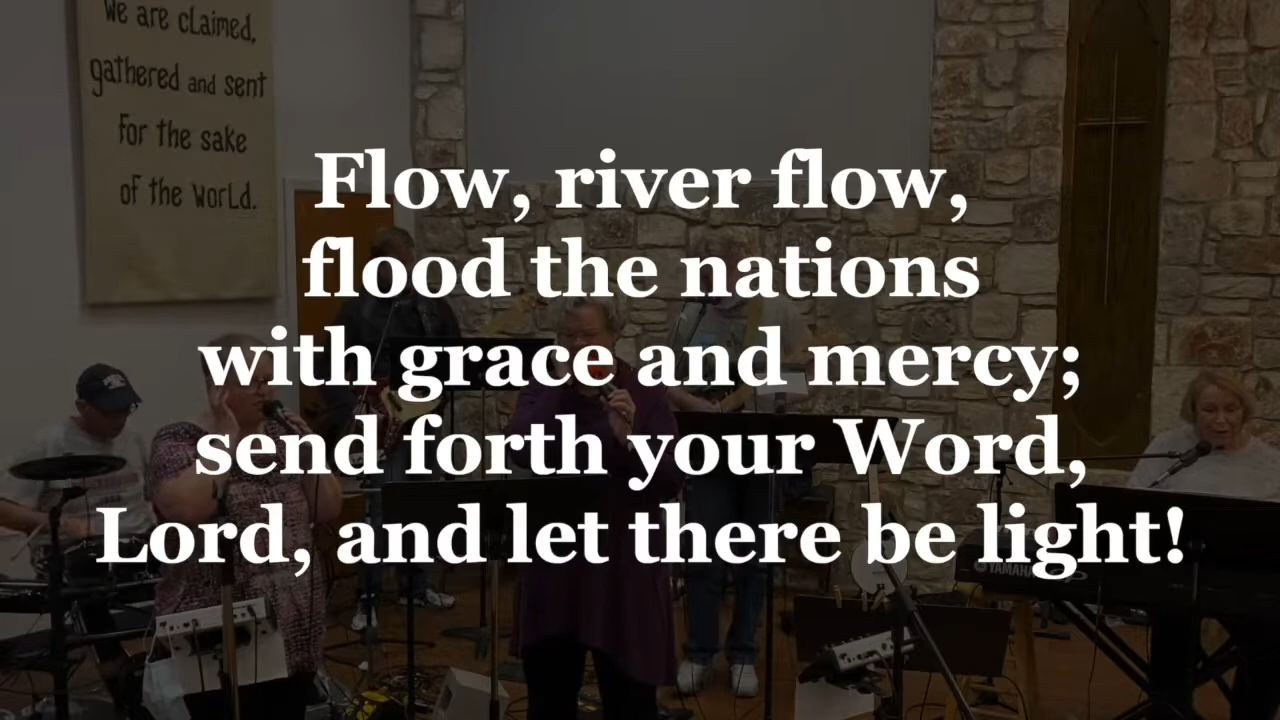 we are claimed,
gathered and sent
for the sake
of the world.
Flow, river flow,
flood the nations
with grace and mercy;
send forth your Word,
Lord, and let there be light!
YAMAHA